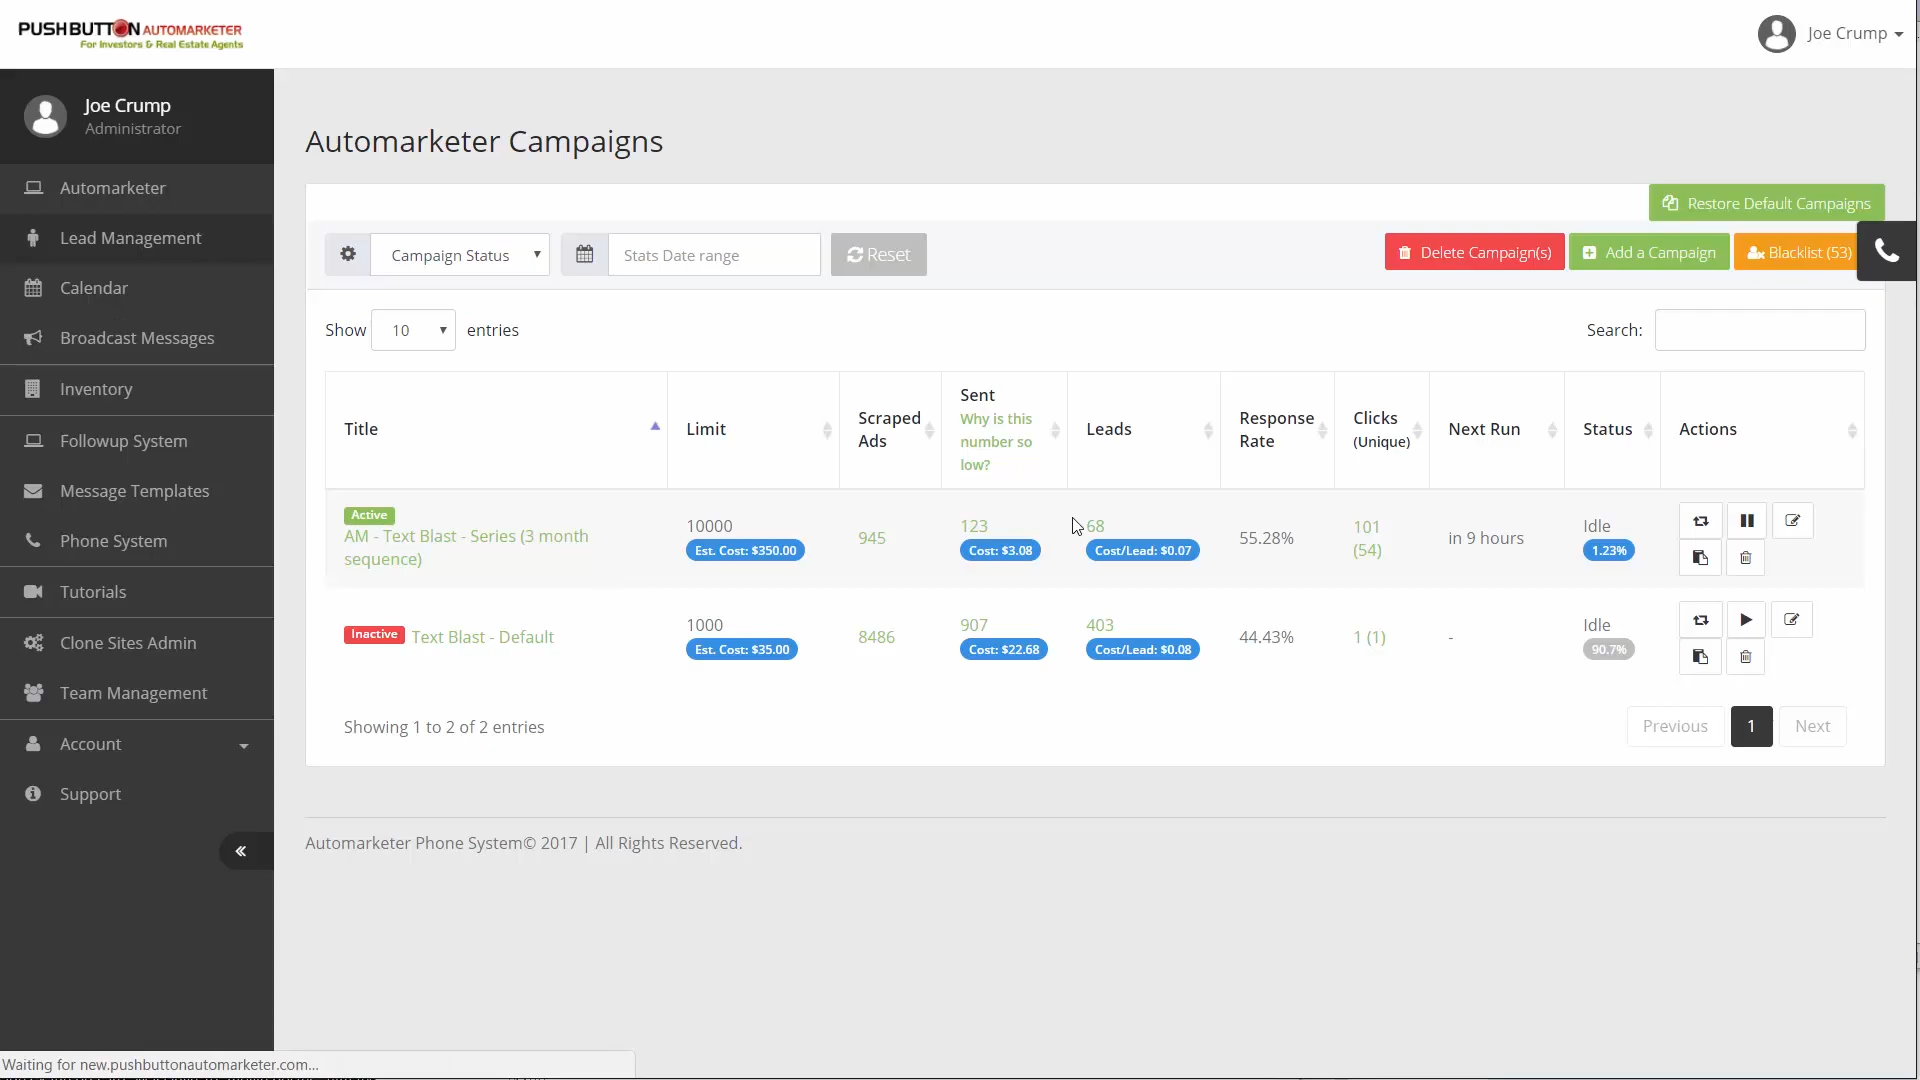 PUSHBUTTON AUTOMARKETER
For Investors & Real Estate Agents
Joe Crump
Joe Crump
Administrator
Automarketer
Lead Management
Calendar
Broadcast Messages
Inventory
Followup System
Message Templates
Phone System
Tutorials
Clone Sites Admin
Team Management
Account
Support
Automarketer Campaigns
Restore Default Campaigns
Campaign Status
Stats Date range
Reset
Delete Campaign(s)
Add a Campaign
Blacklist (53)
Show 10 entries
Search:
Title
Limit
Scraped
Ads
Sent
Why is this
number so
low?
Leads
Response
Rate
Clicks
(Unique)
Next Run
Status
Actions
Active
AM - Text Blast - Series (3 month
sequence)
10000
Est. Cost: $350.00
945
123
Cost: $3.08
68
Cost/Lead: $0.07
55.28%
101
(54)
in 9 hours
Idle
1.23%
Inactive Text Blast - Default
1000
Est. Cost: $35.00
8486
907
Cost: $22.68
403
Cost/Lead: $0.08
44.43%
1 (1)
-
Idle
90.7%
Showing 1 to 2 of 2 entries
Previous 1 Next
Automarketer Phone System© 2017 | All Rights Reserved.
Waiting for new.pushbuttonautomarketer.com...